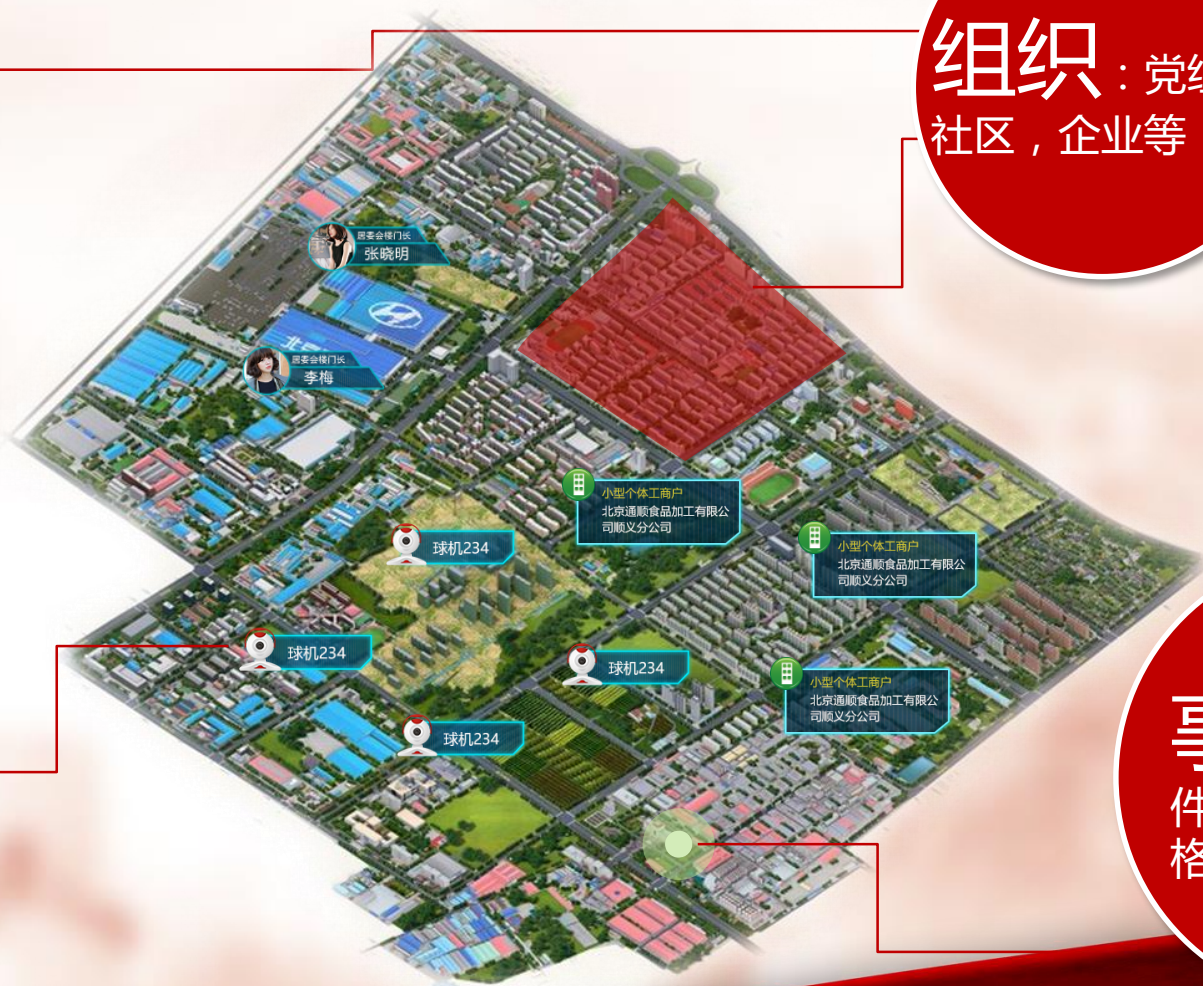 组织：党组
社区，企业等
居委会楼门长
张晓明
北京
居委会楼门长
李梅
小型个体工商户
北京通顺食品加工有限公
司顺义分公司
球机234
小型个体工商户
北京通顺食品加工有限公
司顺义分公司
球机234
球机234
小型个体工商户
北京通顺食品加工有限公
司顺义分公司
球机234
件
格